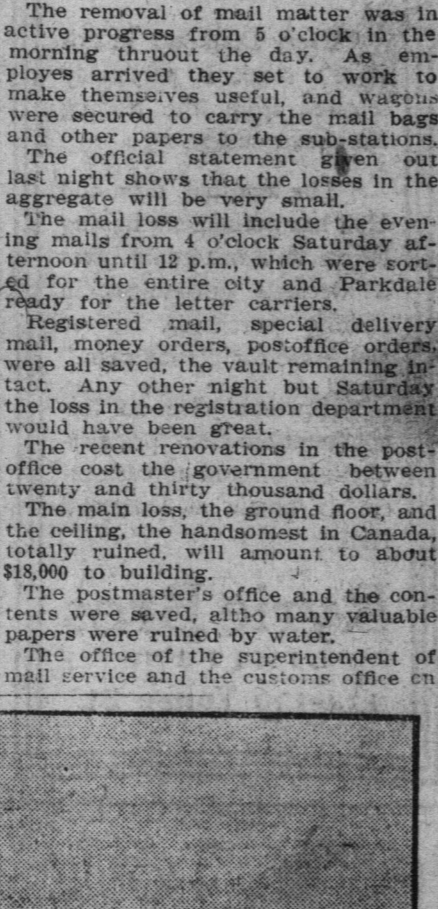 The removal of mail matter was in
active progress from 5 o'clock in the
morning thruout the day. As em-
ployes arrived they set to work to
make themselves useful, and wagons
were secured to carry the mail bags
and other papers to the sub-stations.
The official statement given out
last night shows that the losses in the
aggregate will be very small.
The mail loss will include the even-
ing mails from 4 o'clock Saturday af-
ternoon until 12 p.m., which were sort-
ed for the entire city and Parkdale
ready for the letter carriers.
Registered mail, special delivery
mail, money orders, postoffice orders,
were all saved, the vault remaining in-
tact. Any other night but Saturday
the loss in the registration department
would have been great.
The recent renovations in the post-
office cost the government between
twenty and thirty thousand dollars.
The main loss, the ground floor, and
the ceiling, the handsomest in Canada,
totally ruined, will amount to about
$18,000 to building.
The postmaster's office and the con-
tents were saved, altho many valuable
papers were ruined by water.
The office of the superintendent of
mail service and the customs office on